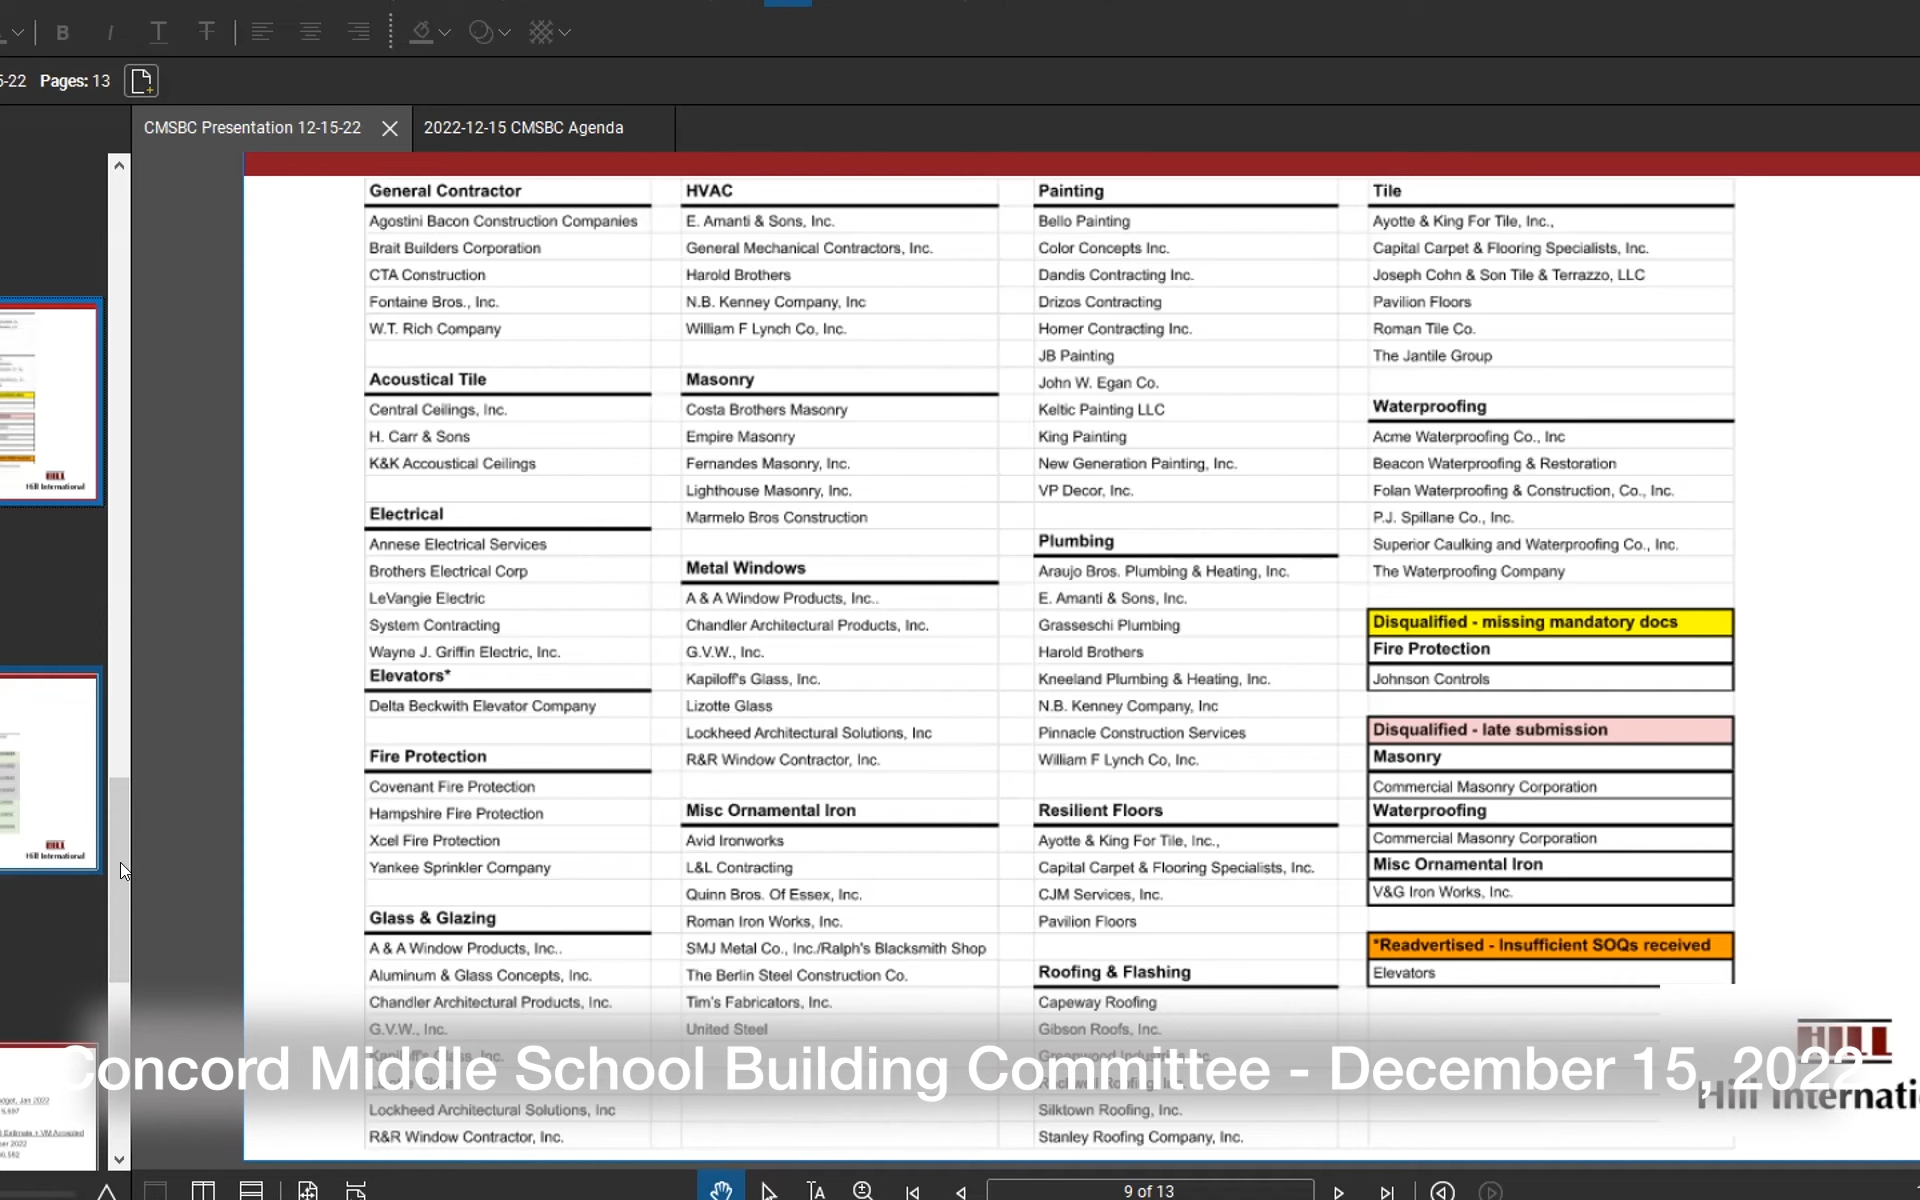 B I T T
5-22 Pages: 13
CMSBC Presentation 12-15-22
2022-12-15 CMSBC Agenda
General Contractor
Agostini Bacon Construction Companies
Brait Builders Corporation
CTA Construction
Fontaine Bros., Inc.
W.T. Rich Company
Acoustical Tile
Central Ceilings, Inc.
H. Carr & Sons
K&K Accoustical Ceilings
Electrical
Annese Electrical Services
Brothers Electrical Corp
LeVangie Electric
System Contracting
Wayne J. Griffin Electric, Inc.
Elevators*
Delta Beckwith Elevator Company
Fire Protection
Covenant Fire Protection
Hampshire Fire Protection
Xcel Fire Protection
Yankee Sprinkler Company
Glass & Glazing
A & A Window Products, Inc..
Aluminum & Glass Concepts, Inc.
Chandler Architectural Products, Inc.
G.V.W., Inc.
Lockheed Architectural Solutions, Inc
R&R Window Contractor, Inc.
HVAC
E. Amanti & Sons, Inc.
General Mechanical Contractors, Inc.
Harold Brothers
N.B. Kenney Company, Inc
William F Lynch Co, Inc.
Masonry
Costa Brothers Masonry
Empire Masonry
Fernandes Masonry, Inc.
Lighthouse Masonry, Inc.
Marmelo Bros Construction
Metal Windows
A & A Window Products, Inc..
Chandler Architectural Products, Inc.
G.V.W., Inc.
Kapiloff's Glass, Inc.
Lizotte Glass
Lockheed Architectural Solutions, Inc
R&R Window Contractor, Inc.
Misc Ornamental Iron
Avid Ironworks
L&L Contracting
Quinn Bros. Of Essex, Inc.
Roman Iron Works, Inc.
SMJ Metal Co., Inc./Ralph's Blacksmith Shop
The Berlin Steel Construction Co.
Tim's Fabricators, Inc.
United Steel
Painting
Bello Painting
Color Concepts Inc.
Dandis Contracting Inc.
Drizos Contracting
Homer Contracting Inc.
JB Painting
John W. Egan Co.
Keltic Painting LLC
King Painting
New Generation Painting, Inc.
VP Decor, Inc.
Plumbing
Araujo Bros. Plumbing & Heating, Inc.
E. Amanti & Sons, Inc.
Grasseschi Plumbing
Harold Brothers
Kneeland Plumbing & Heating, Inc.
N.B. Kenney Company, Inc
Pinnacle Construction Services
William F Lynch Co, Inc.
Resilient Floors
Ayotte & King For Tile, Inc.,
Capital Carpet & Flooring Specialists, Inc.
CJM Services, Inc.
Pavilion Floors
Roofing & Flashing
Capeway Roofing
Gibson Roofs, Inc.
Silktown Roofing, Inc.
Stanley Roofing Company, Inc.
Tile
Ayotte & King For Tile, Inc.,
Capital Carpet & Flooring Specialists, Inc.
Joseph Cohn & Son Tile & Terrazzo, LLC
Pavilion Floors
Roman Tile Co.
The Jantile Group
Waterproofing
Acme Waterproofing Co., Inc
Beacon Waterproofing & Restoration
Folan Waterproofing & Construction, Co., Inc.
P.J. Spillane Co., Inc.
Superior Caulking and Waterproofing Co., Inc.
The Waterproofing Company
Disqualified - missing mandatory docs
Fire Protection
Johnson Controls
Disqualified - late submission
Masonry
Commercial Masonry Corporation
Waterproofing
Commercial Masonry Corporation
Misc Ornamental Iron
V&G Iron Works, Inc.
*Readvertised - Insufficient SOQs received
Elevators
HILL
Hill Internati
Concord Middle School Building Committee - December 15, 2022
HILL
Hill International
HILL
Hill International
9 of 13